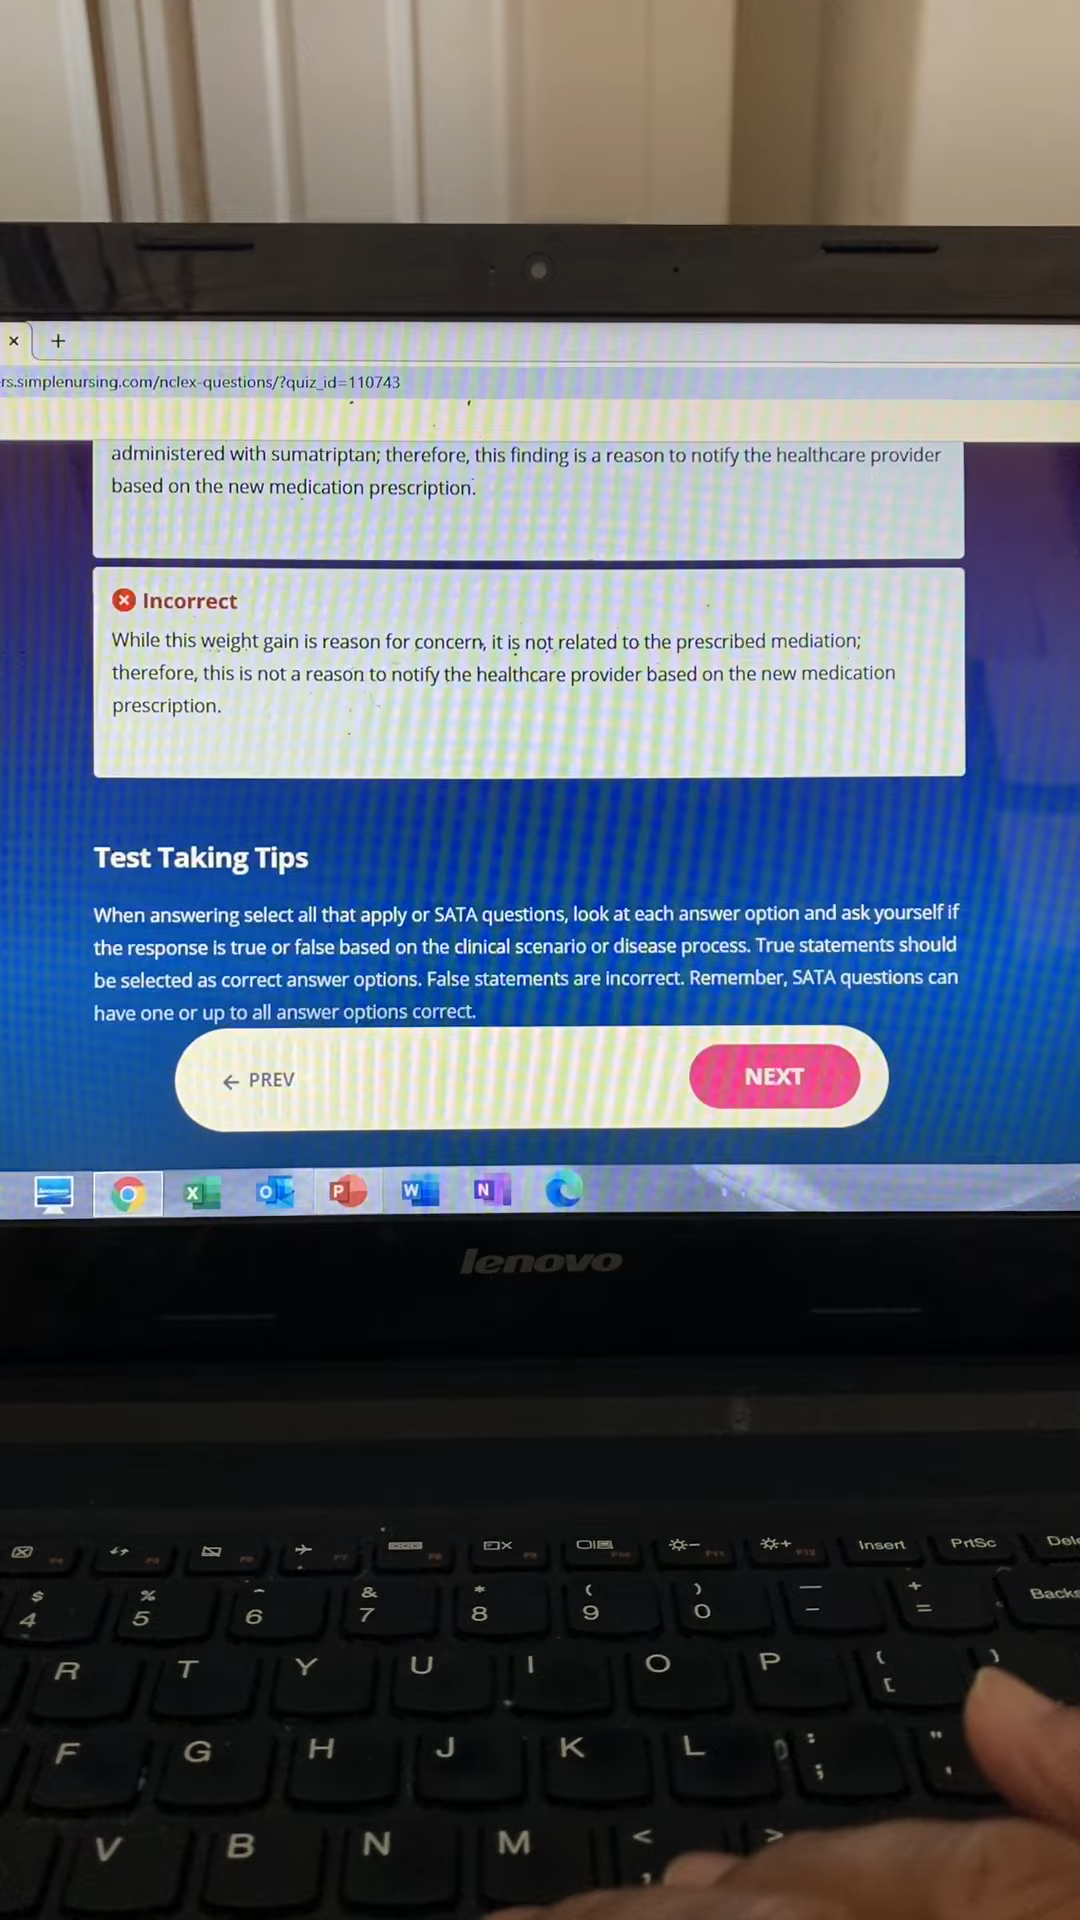 × +
rs.simplenursing.com/nclex-questions/?quiz_id=110743
administered with sumatriptan; therefore, this finding is a reason to notify the healthcare provider
based on the new medication prescription.
Incorrect
While this weight gain is reason for concern, it is not related to the prescribed mediation;
therefore, this is not a reason to notify the healthcare provider based on the new medication
prescription.
Test Taking Tips
When answering select all that apply or SATA questions, look at each answer option and ask yourself if
the response is true or false based on the clinical scenario or disease process. True statements should
be selected as correct answer options. False statements are incorrect. Remember, SATA questions can
have one or up to all answer options correct.
← PREV NEXT
X O P W N
lenovo
Insert PrtSc Dele
$ % ^ & * ( ) — +
4 5 6 7 8 9 0 - = Backs
R T Y U I O P { [ }
F G H J K L : ; " '
V B N M < , >